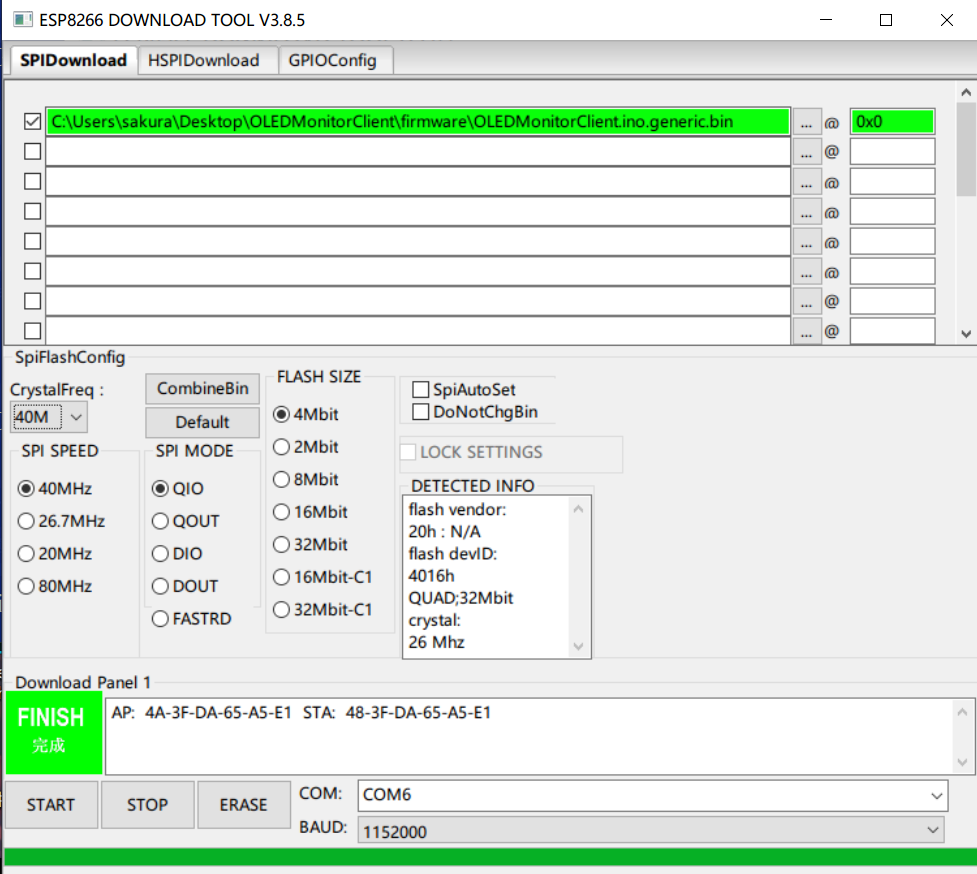 ESP8266 DOWNLOAD TOOL V3.8.5
SPIDownload HSPIDownload GPIOConfig
C:\Users\sakura\Desktop\OLEDMonitorClient\firmware\OLEDMonitorClient.ino.generic.bin ... @ 0x0
... @
... @
... @
... @
... @
... @
... @
SpiFlashConfig
CrystalFreq :
40M
CombineBin
Default
SPI SPEED
40MHz
26.7MHz
20MHz
80MHz
SPI MODE
QIO
QOUT
DIO
DOUT
FASTRD
FLASH SIZE
4Mbit
2Mbit
8Mbit
16Mbit
32Mbit
16Mbit-C1
32Mbit-C1
SpiAutoSet
DoNotChgBin
LOCK SETTINGS
DETECTED INFO
flash vendor:
20h : N/A
flash devID:
4016h
QUAD;32Mbit
crystal:
26 Mhz
Download Panel 1
FINISH
完成
AP: 4A-3F-DA-65-A5-E1 STA: 48-3F-DA-65-A5-E1
START STOP ERASE
COM: COM6
BAUD: 1152000